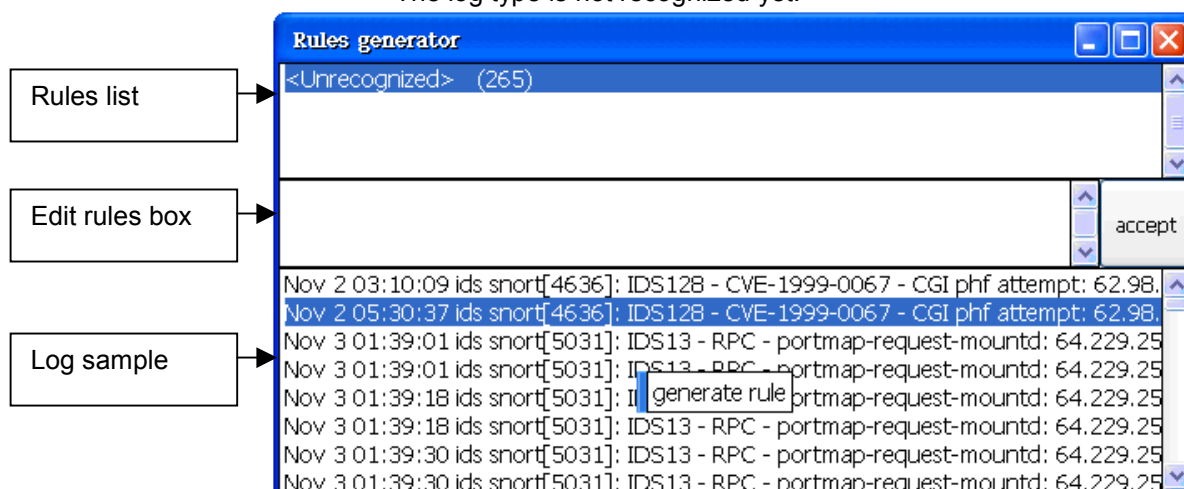 The log type is not recognized yet.
Rules generator
Rules list
<Unrecognized> (265)
Edit rules box
accept
Log sample
Nov 2 03:10:09 ids snort[4636]: IDS128 - CVE-1999-0067 - CGI phf attempt: 62.98.
Nov 2 05:30:37 ids snort[4636]: IDS128 - CVE-1999-0067 - CGI phf attempt: 62.98.
Nov 3 01:39:01 ids snort[5031]: IDS13 - RPC - portmap-request-mountd: 64.229.25
Nov 3 01:39:01 ids snort[5031]: IDS13 - RPC - portmap-request-mountd: 64.229.25
generate rule
Nov 3 01:39:18 ids snort[5031]: I portmap-request-mountd: 64.229.25
Nov 3 01:39:18 ids snort[5031]: IDS13 - RPC - portmap-request-mountd: 64.229.25
Nov 3 01:39:30 ids snort[5031]: IDS13 - RPC - portmap-request-mountd: 64.229.25
Nov 3 01:39:30 ids snort[5031]: IDS13 - RPC - portmap-request-mountd: 64.229.25